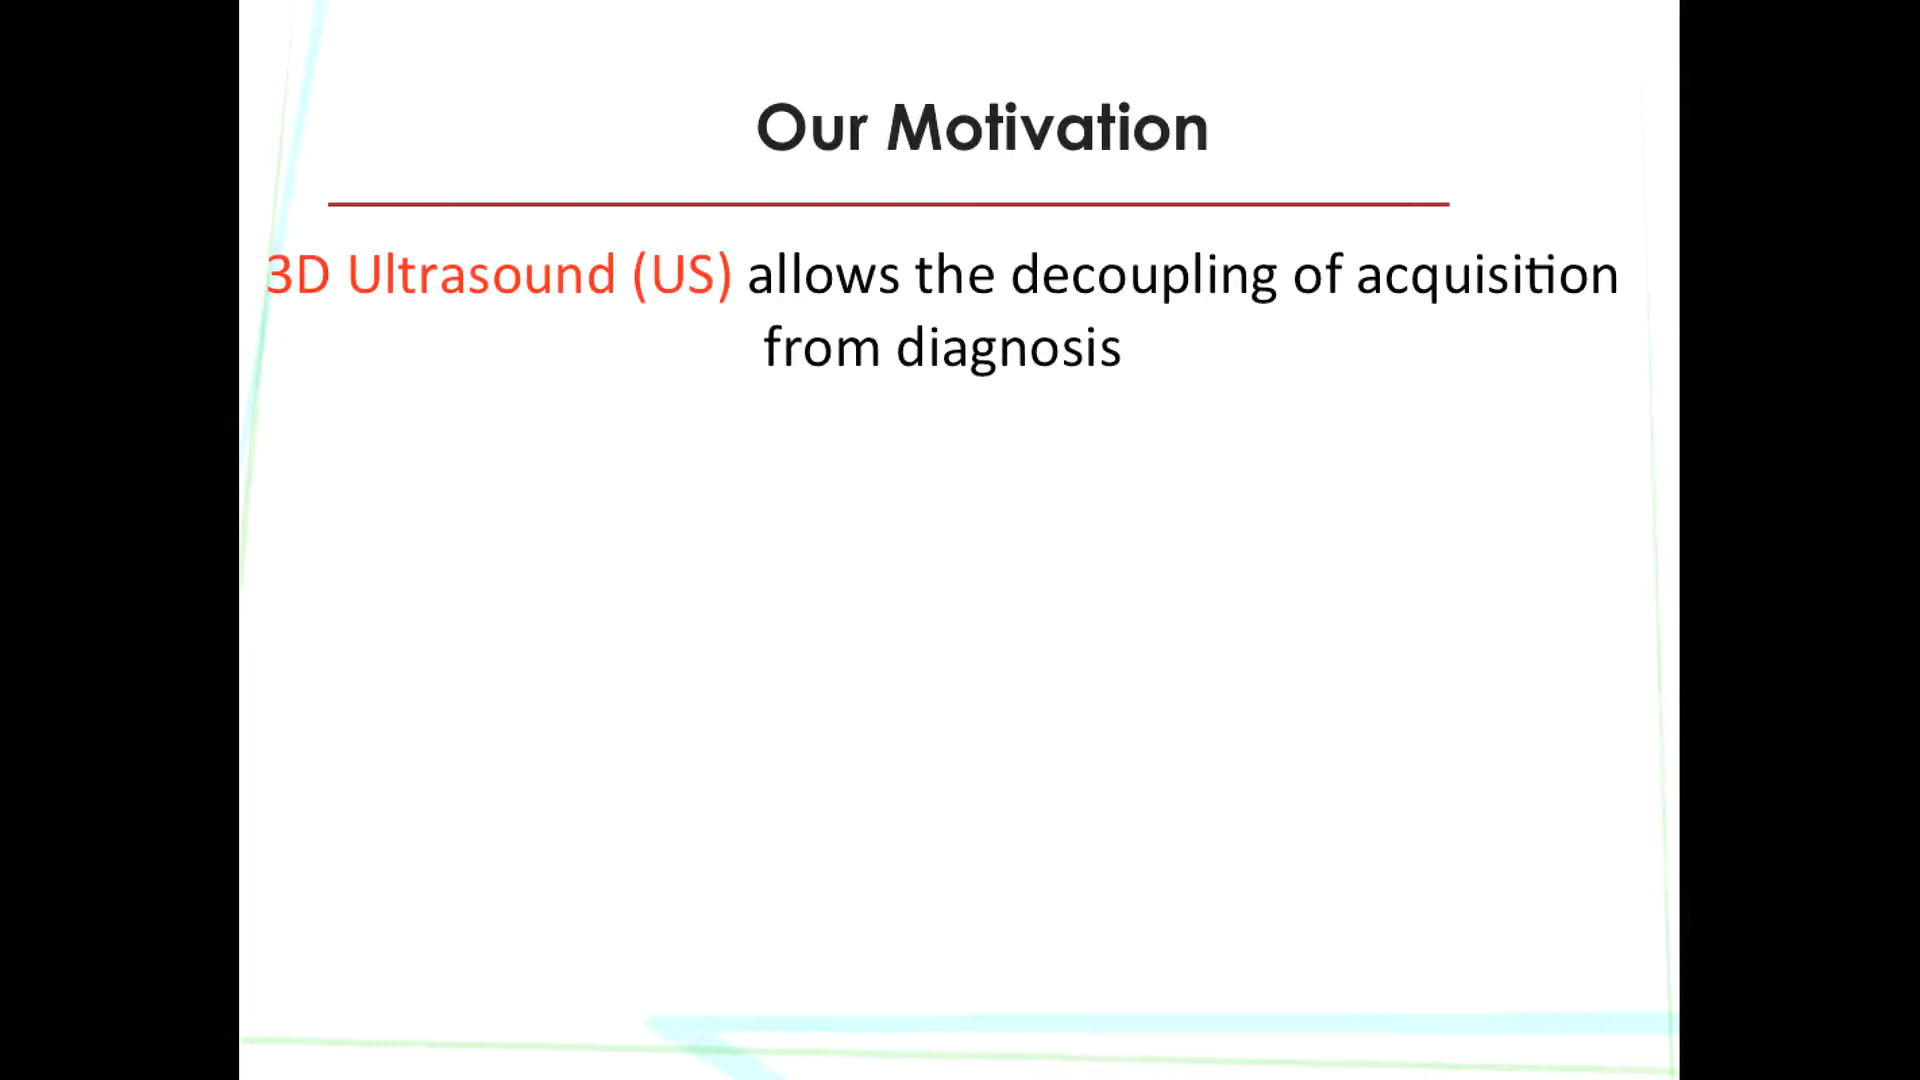 Our Motivation
3D Ultrasound (US) allows the decoupling of acquisition
from diagnosis